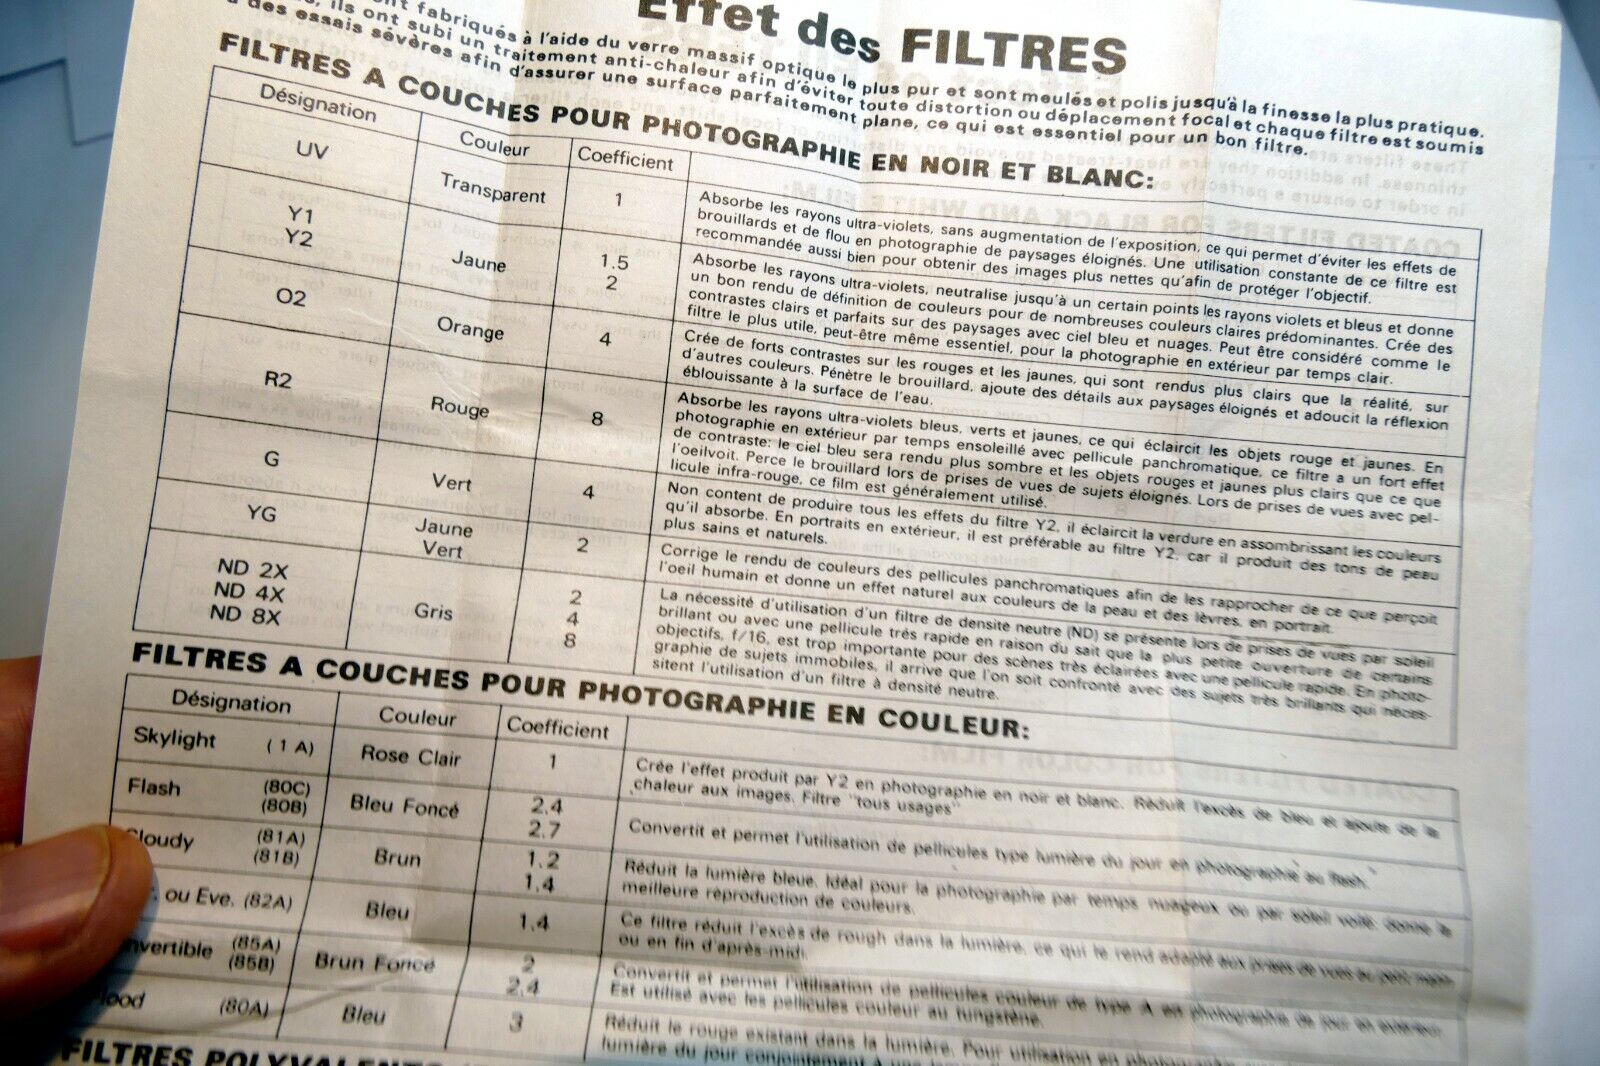 Effet des FILTRES
fabriqués à l'aide du verre massif optique le plus pur et sont meulés et polis jusqu'à la finesse la plus pratique.
ils ont subi un traitement anti-chaleur afin d'éviter toute distortion ou déplacement focal et chaque filtre est soumis
à des essais sévères afin d'assurer une surface parfaitement plane, ce qui est essentiel pour un bon filtre.
FILTRES A COUCHES POUR PHOTOGRAPHIE EN NOIR ET BLANC:
Désignation Couleur Coefficient
UV Transparent 1
Absorbe les rayons ultra-violets, sans augmentation de l'exposition, ce qui permet d'éviter les effets de
brouillards et de flou en photographie de paysages éloignés. Une utilisation constante de ce filtre est
recommandée aussi bien pour obtenir des images plus nettes qu'afin de protéger l'objectif.
Y1 Jaune 1.5
Y2 2
Absorbe les rayons ultra-violets, neutralise jusqu'à un certain points les rayons violets et bleus et donne
un bon rendu de définition de couleurs pour de nombreuses couleurs claires prédominantes. Crée des
contrastes clairs et parfaits sur des paysages avec ciel bleu et nuages. Peut être considéré comme le
filtre le plus utile, peut-être même essentiel, pour la photographie en extérieur par temps clair.
O2 Orange 4
Crée de forts contrastes sur les rouges et les jaunes, qui sont rendus plus clairs que la réalité, sur
d'autres couleurs. Pénètre le brouillard, ajoute des détails aux paysages éloignés et adoucit la réflexion
éblouissante à la surface de l'eau.
R2 Rouge 8
Absorbe les rayons ultra-violets bleus, verts et jaunes, ce qui éclaircit les objets rouge et jaunes. En
photographie en extérieur par temps ensoleillé avec pellicule panchromatique, ce filtre a un fort effet
de contraste: le ciel bleu sera rendu plus sombre et les objets rouges et jaunes plus clairs que ce que
l'oeilvoit. Perce le brouillard lors de prises de vues de sujets éloignés. Lors de prises de vues avec pel-
licule infra-rouge, ce film est généralement utilisé.
G Vert 4
Non content de produire tous les effets du filtre Y2, il éclaircit la verdure en assombrissant les couleurs
qu'il absorbe. En portraits en extérieur, il est préférable au filtre Y2, car il produit des tons de peau
plus sains et naturels.
YG Jaune Vert 2
Corrige le rendu de couleurs des pellicules panchromatiques afin de les rapprocher de ce que perçoit
l'oeil humain et donne un effet naturel aux couleurs de la peau et des lèvres, en portrait.
ND 2X Gris 2
ND 4X 4
ND 8X 8
La nécessité d'utilisation d'un filtre de densité neutre (ND) se présente lors de prises de vues par soleil
brillant ou avec une pellicule trés rapide en raison du sait que la plus petite ouverture de certains
objectifs, f/16, est trop importante pour des scènes très éclairées avec une pellicule rapide. En photo-
graphie de sujets immobiles, il arrive que l'on soit confronté avec des sujets très brillants qui néces-
sitent l'utilisation d'un filtre à densité neutre.
FILTRES A COUCHES POUR PHOTOGRAPHIE EN COULEUR:
Désignation Couleur Coefficient
Skylight (1A) Rose Clair 1
Crée l'effet produit par Y2 en photographie en noir et blanc. Réduit l'excès de bleu et ajoute de la
chaleur aux images. Filtre "tous usages"
Flash (80C) Bleu Foncé 2.4
(80B) 2.7
Convertit et permet l'utilisation de pellicules type lumière du jour en photographie au flash.
Cloudy (81A) Brun 1.2
(81B) 1.4
Réduit la lumière bleue. Idéal pour la photographie par temps nuageux ou par soleil voilé, donne la
meilleure réproduction de couleurs.
ou Eve. (82A) Bleu 1.4
Ce filtre réduit l'excès de rough dans la lumière, ce qui le rend adapté aux prises de vues au petit matin
ou en fin d'après-midi.
nvertible (85A) Brun Foncé 2
(85B) 2.4
Convertit et permet l'utilisation de pellicules couleur de type A en photographie de jour en extérieur.
Est utilisé avec les pellicules couleur au tungstène.
lood (80A) Bleu 3
Réduit le rouge existant dans la lumière. Pour utilisation en photographie
lumière du jour conjointement à une
FILTRES POLYVALENTS